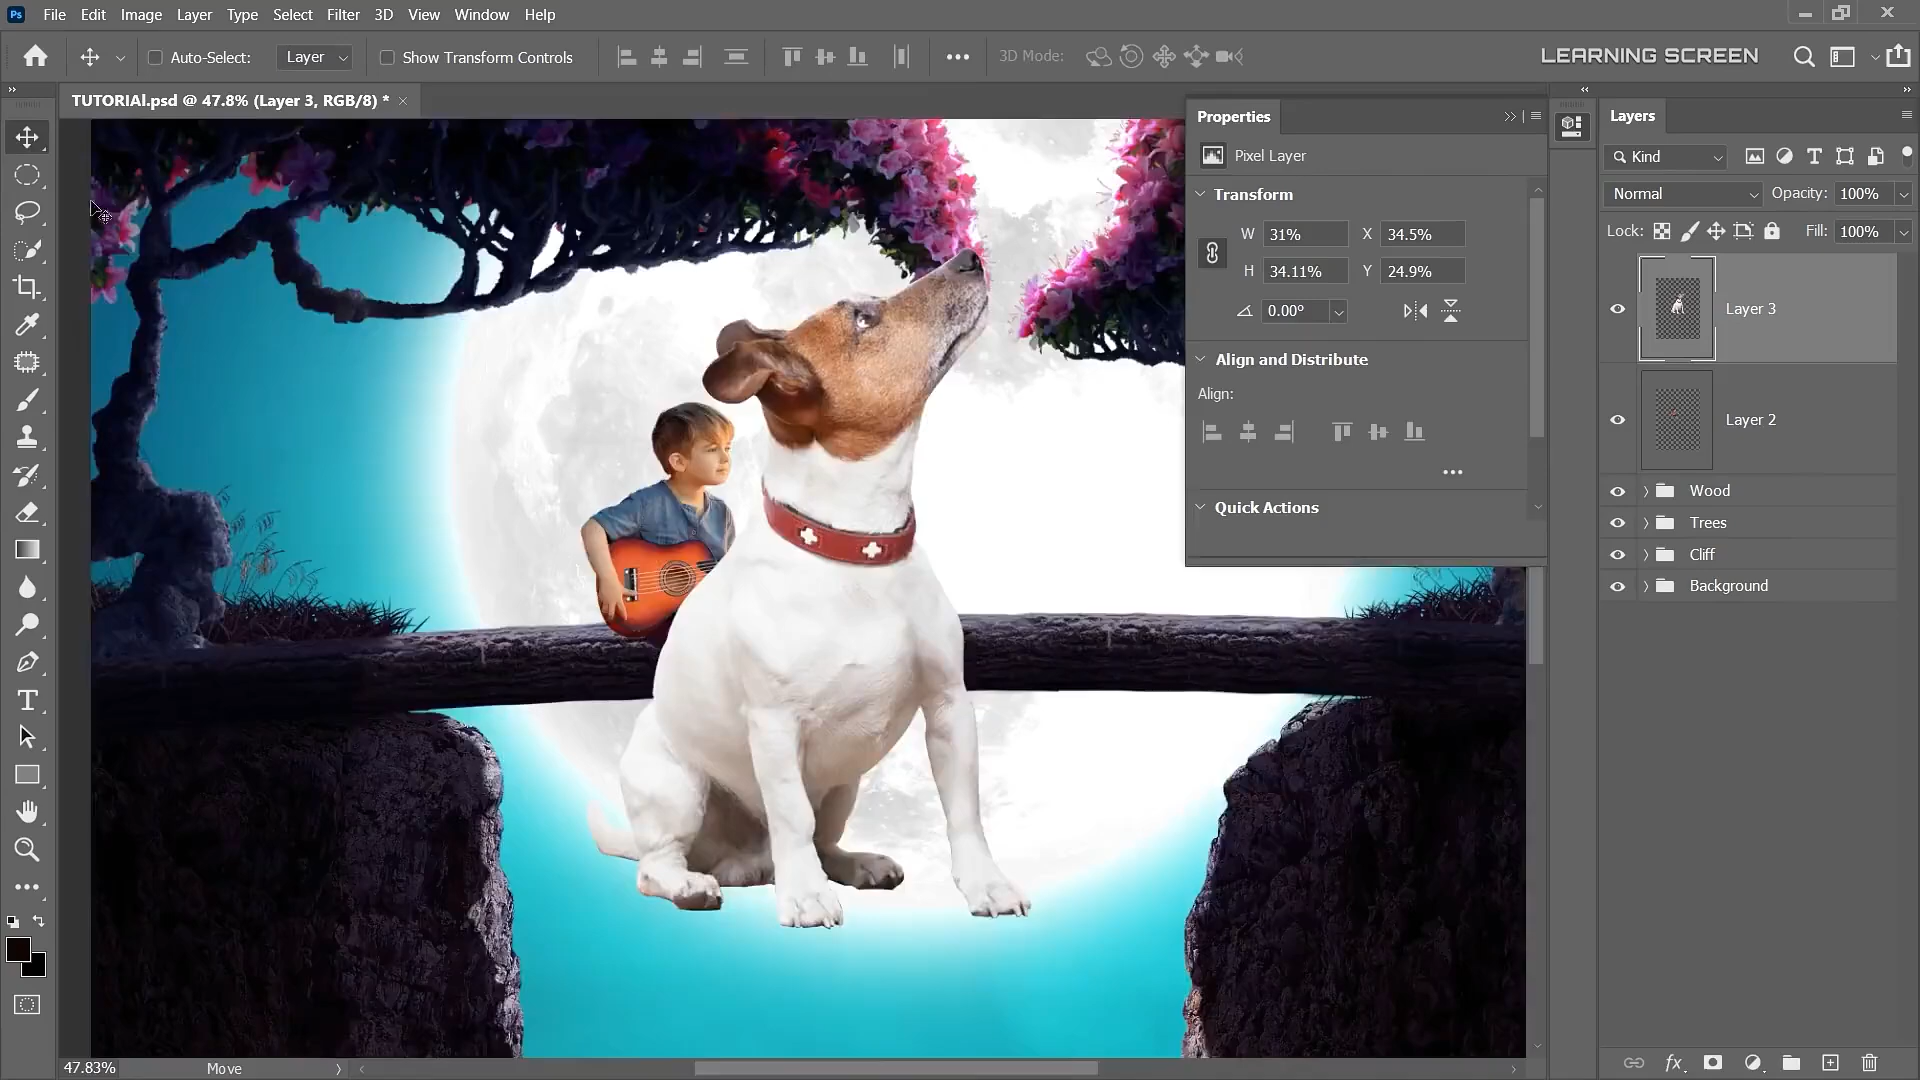 Ps File Edit Image Layer Type Select Filter 3D View Window Help
Auto-Select: Layer Show Transform Controls 3D Mode: LEARNING SCREEN
TUTORIAl.psd @ 47.8% (Layer 3, RGB/8) *
Properties
Pixel Layer
Transform
W 31% X 34.5%
H 34.11% Y 24.9%
0.00°
Align and Distribute
Align:
Quick Actions
Layers
Kind
Normal Opacity: 100%
Lock: Fill: 100%
Layer 3
Layer 2
Wood
Trees
Cliff
Background
fx
47.83% Move